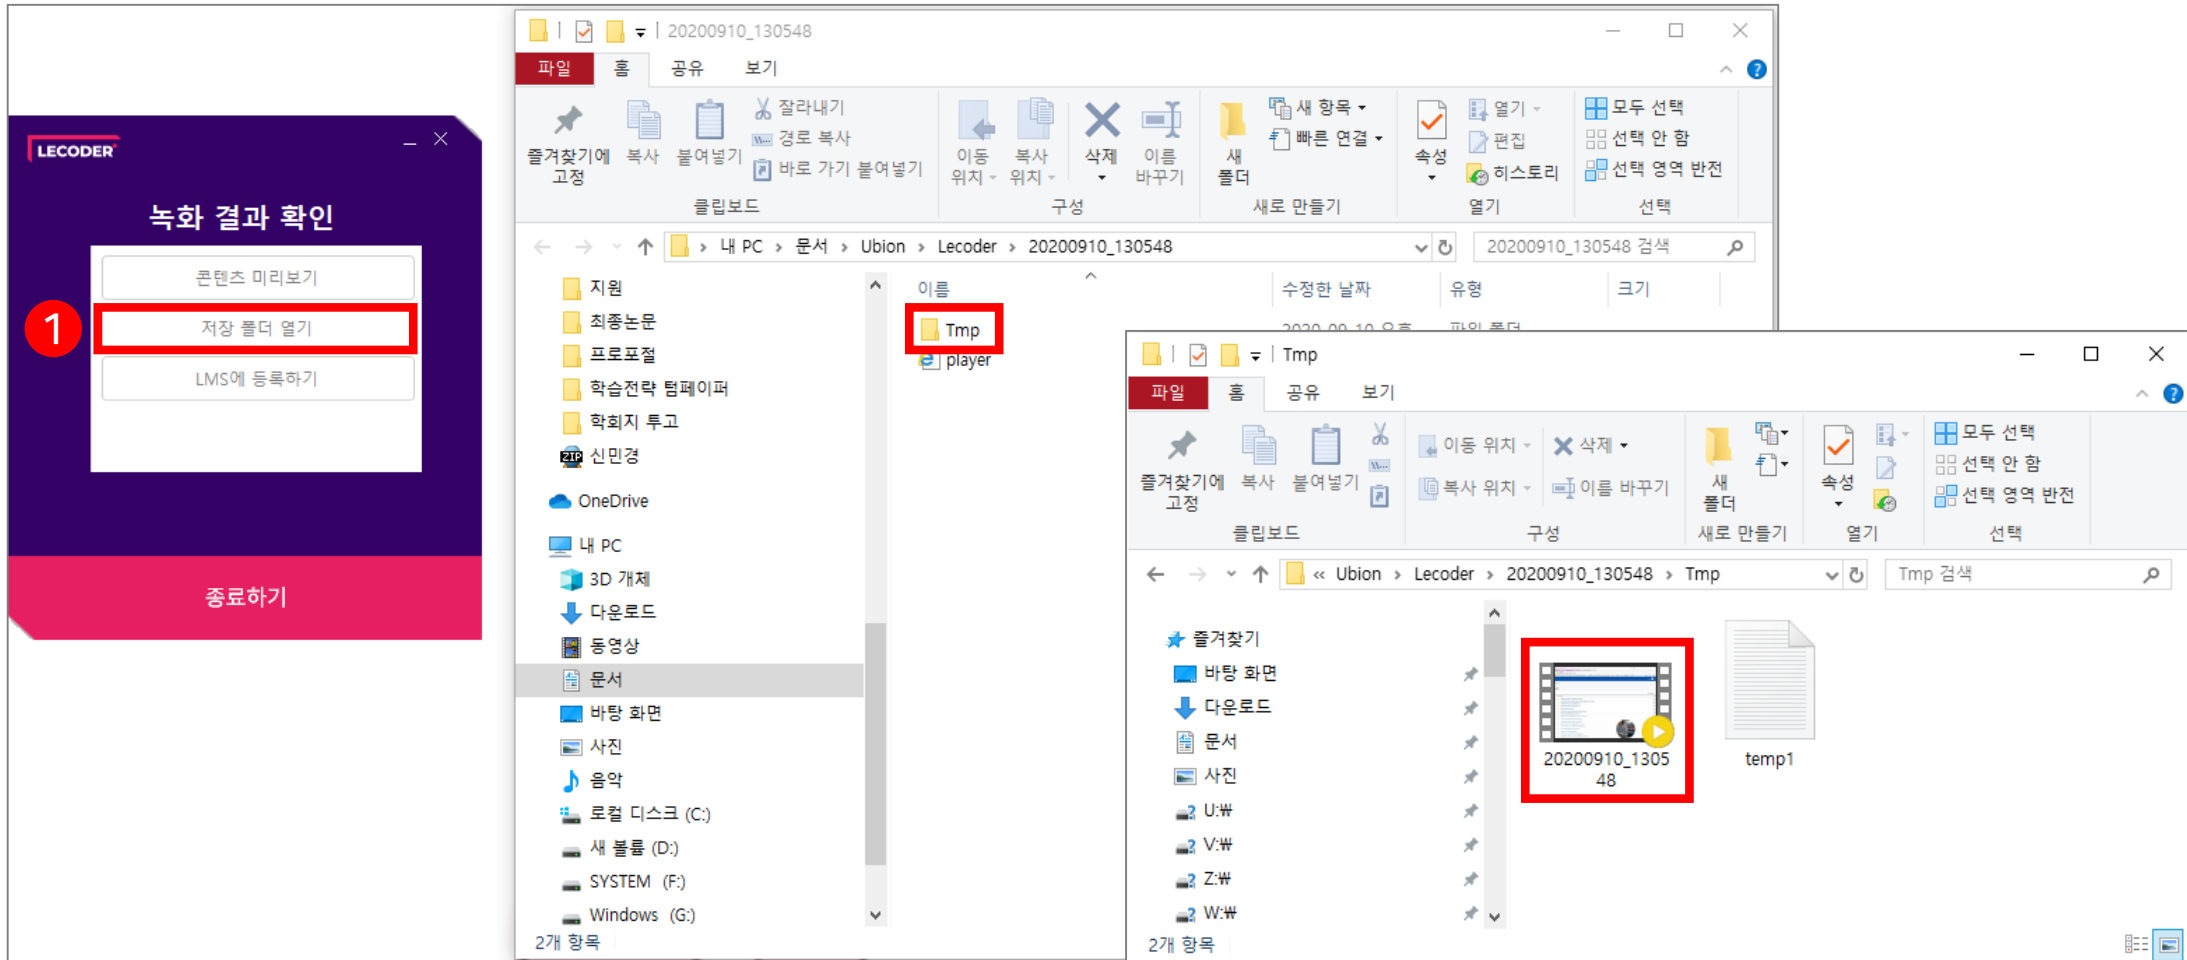 LECODER
녹화 결과 확인
콘텐츠 미리보기
1
저장 폴더 열기
LMS에 등록하기
종료하기
20200910_130548
파일 홈 공유 보기
즐겨찾기에 고정
복사
붙여넣기
잘라내기
경로 복사
바로 가기 붙여넣기
클립보드
이동 위치
복사 위치
삭제
이름 바꾸기
구성
새 폴더
새 항목
빠른 연결
새로 만들기
속성
열기
편집
히스토리
열기
모두 선택
선택 안 함
선택 영역 반전
선택
내 PC > 문서 > Ubion > Lecoder > 20200910_130548
20200910_130548 검색
지원
최종논문
프로포절
학습전략 텀페이퍼
학회지 투고
ZIP 신민경
OneDrive
내 PC
3D 개체
다운로드
동영상
문서
바탕 화면
사진
음악
로컬 디스크 (C:)
새 볼륨 (D:)
SYSTEM (F:)
Windows (G:)
2개 항목
이름 수정한 날짜 유형 크기
Tmp 2020-09-10 오후 파일 폴더
player
Tmp
파일 홈 공유 보기
즐겨찾기에 고정
복사
붙여넣기
클립보드
이동 위치
삭제
복사 위치
이름 바꾸기
구성
새 폴더
새로 만들기
속성
열기
모두 선택
선택 안 함
선택 영역 반전
선택
« Ubion > Lecoder > 20200910_130548 > Tmp
Tmp 검색
즐겨찾기
바탕 화면
다운로드
문서
사진
U:₩
V:₩
Z:₩
W:₩
2개 항목
20200910_1305
48
temp1